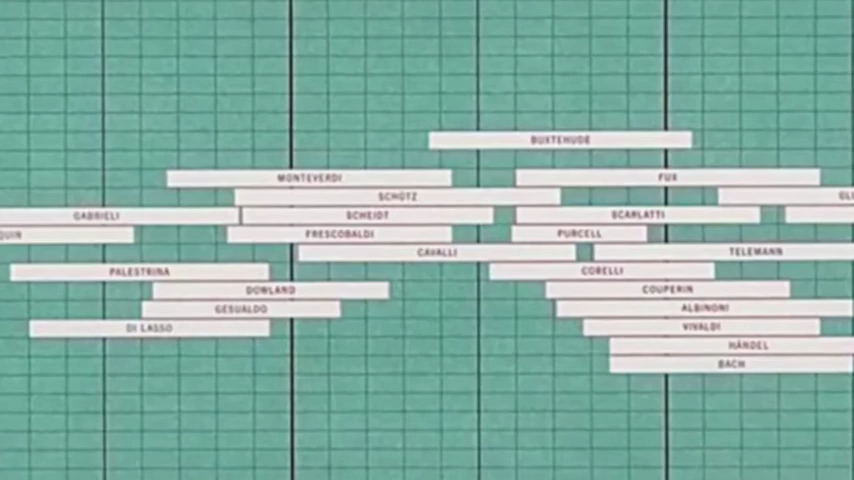 BUXTEHUDE
MONTEVERDI FUX
SCHÜTZ GL
GABRIELI SCHEIDT SCARLATTI
QUIN FRESCOBALDI PURCELL
CAVALLI TELEMANN
PALESTRINA CORELLI
DOWLAND COUPERIN
GESUALDO ALBINONI
DI LASSO VIVALDI
HÄNDEL
BACH